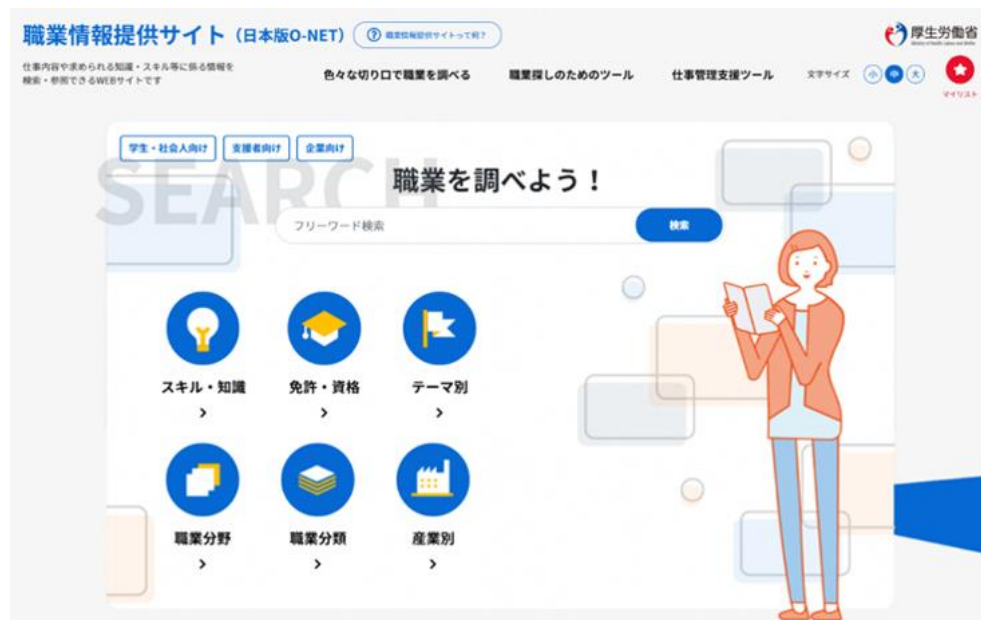 職業情報提供サイト（日本版O-NET）
職業情報提供サイトって何？
厚生労働省
仕事内容や求められる知識・スキル等に係る情報を
検索・参照できるWEBサイトです
色々な切り口で職業を調べる
職業探しのためのツール
仕事管理支援ツール
文字サイズ
小
中
大
マイリスト
学生・社会人向け
支援者向け
企業向け
SEARCH
職業を調べよう！
フリーワード検索
検索
スキル・知識
免許・資格
テーマ別
職業分野
職業分類
産業別